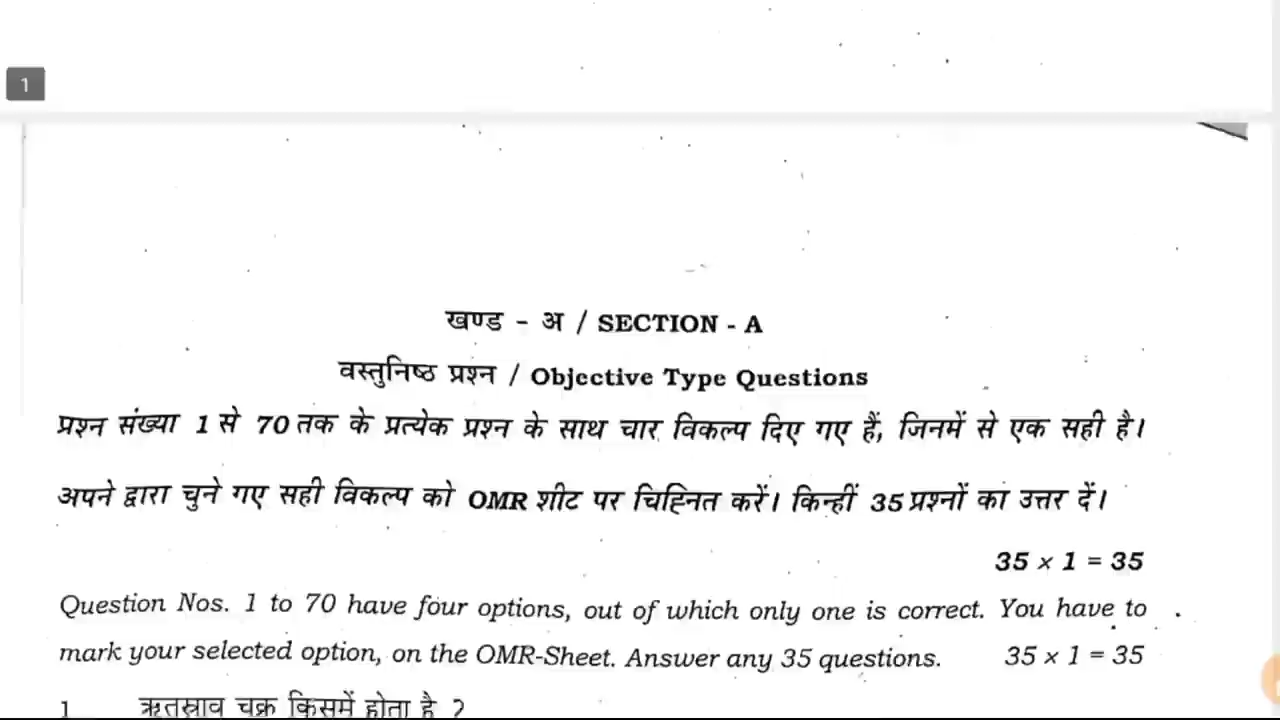 1
खण्ड - अ / SECTION - A
वस्तुनिष्ठ प्रश्न / Objective Type Questions
प्रश्न संख्या 1 से 70 तक के प्रत्येक प्रश्न के साथ चार विकल्प दिए गए हैं, जिनमें से एक सही है।
अपने द्वारा चुने गए सही विकल्प को OMR शीट पर चिह्नित करें। किन्हीं 35 प्रश्नों का उत्तर दें।
35 × 1 = 35
Question Nos. 1 to 70 have four options, out of which only one is correct. You have to
mark your selected option, on the OMR-Sheet. Answer any 35 questions. 35 × 1 = 35
1 ऋतुस्राव चक्र किसमें होता है ?